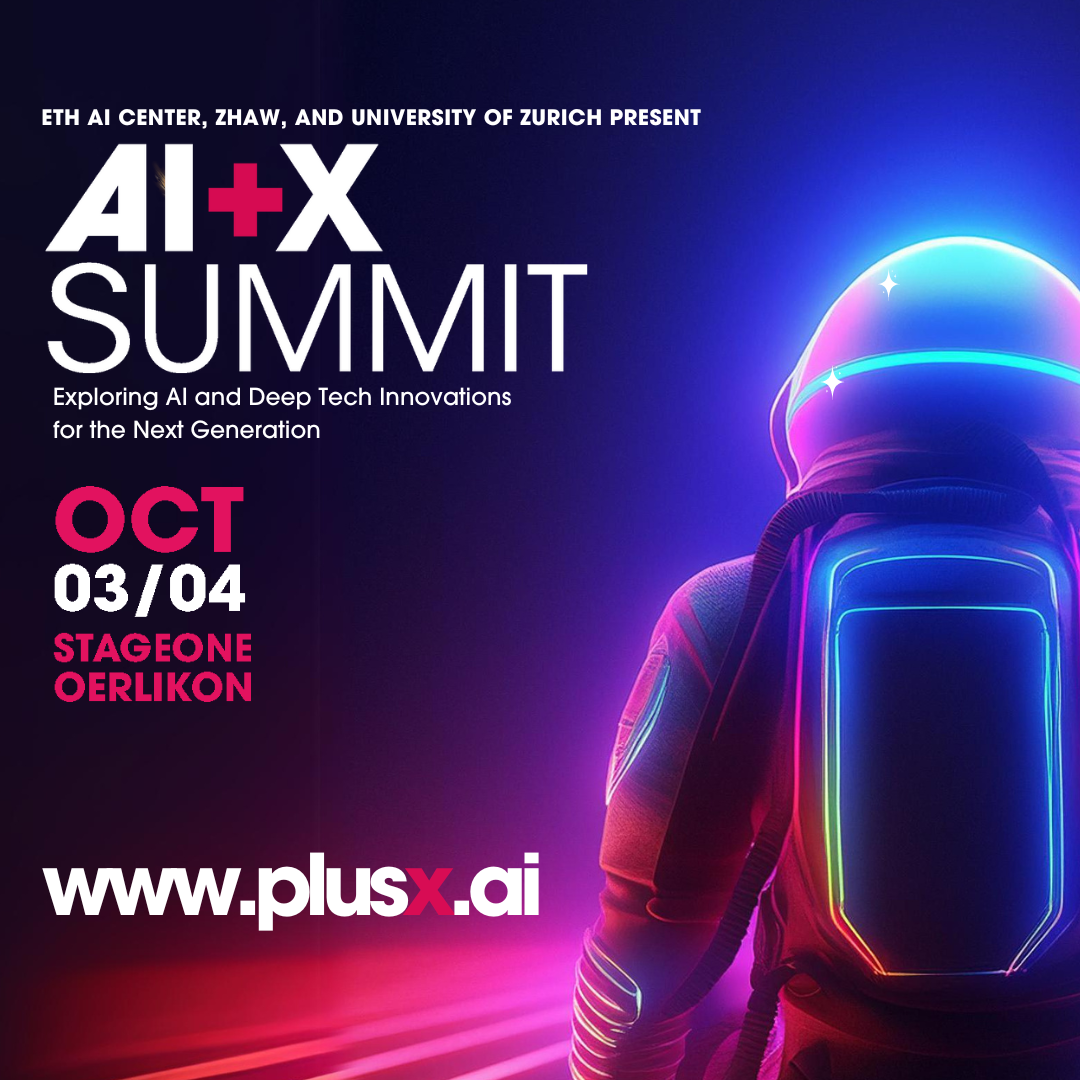 ETH AI CENTER, ZHAW, AND UNIVERSITY OF ZURICH PRESENT
AI+X
SUMMIT
Exploring AI and Deep Tech Innovations
for the Next Generation
OCT
03/04
STAGEONE
OERLIKON
www.plusx.ai